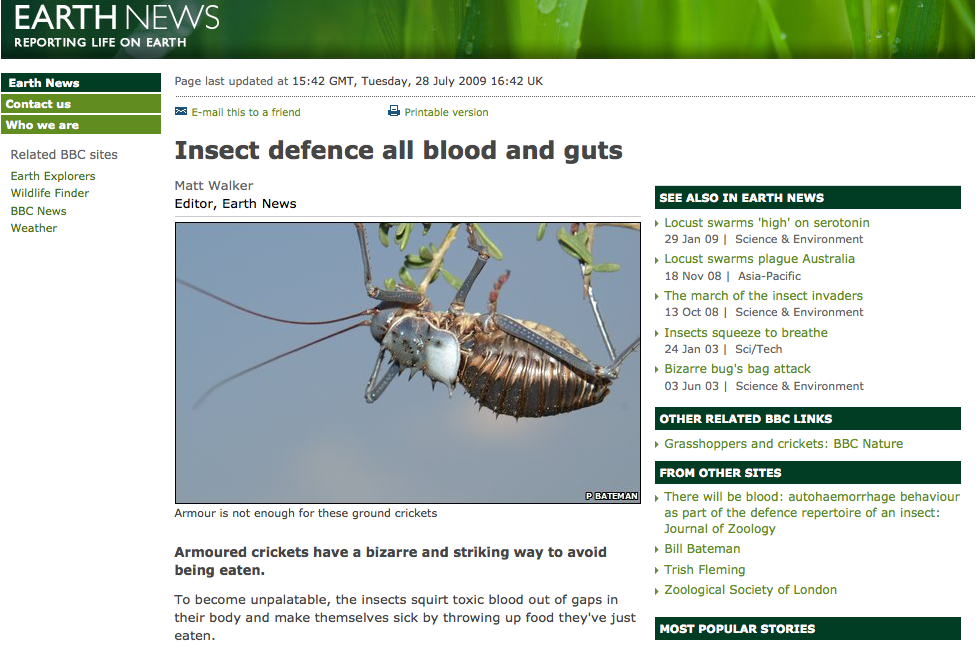 EARTH NEWS
REPORTING LIFE ON EARTH
Earth News
Contact us
Who we are
Related BBC sites
Earth Explorers
Wildlife Finder
BBC News
Weather
Page last updated at 15:42 GMT, Tuesday, 28 July 2009 16:42 UK
E-mail this to a friend
Printable version
Insect defence all blood and guts
Matt Walker
Editor, Earth News
P BATEMAN
Armour is not enough for these ground crickets
Armoured crickets have a bizarre and striking way to avoid
being eaten.
To become unpalatable, the insects squirt toxic blood out of gaps in
their body and make themselves sick by throwing up food they've just
eaten.
SEE ALSO IN EARTH NEWS
Locust swarms 'high' on serotonin
29 Jan 09 | Science & Environment
Locust swarms plague Australia
18 Nov 08 | Asia-Pacific
The march of the insect invaders
13 Oct 08 | Science & Environment
Insects squeeze to breathe
24 Jan 03 | Sci/Tech
Bizarre bug's bag attack
03 Jun 03 | Science & Environment
OTHER RELATED BBC LINKS
Grasshoppers and crickets: BBC Nature
FROM OTHER SITES
There will be blood: autohaemorrhage behaviour
as part of the defence repertoire of an insect:
Journal of Zoology
Bill Bateman
Trish Fleming
Zoological Society of London
MOST POPULAR STORIES